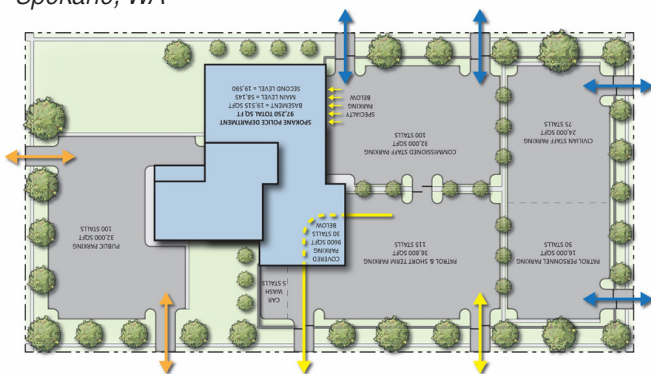 Spokane, WA
SPOKANE POLICE DEPARTMENT
97,250 TOTAL SQ FT
BASEMENT = 19,515 SQFT
MAIN LEVEL = 58,145
SECOND LEVEL = 19,590
SPECIALTY
PARKING
BELOW
COMMISSIONED STAFF PARKING
32,000 SQFT
100 STALLS
CIVILIAN STAFF PARKING
24,000 SQFT
75 STALLS
PUBLIC PARKING
32,000 SQFT
100 STALLS
COVERED
PARKING
9600 SQFT
30 STALLS
BELOW
CAR
WASH
5 STALLS
PATROL & SHORT TERM PARKING
36,800 SQFT
115 STALLS
PATROL PERSONNEL PARKING
16,000 SQFT
50 STALLS